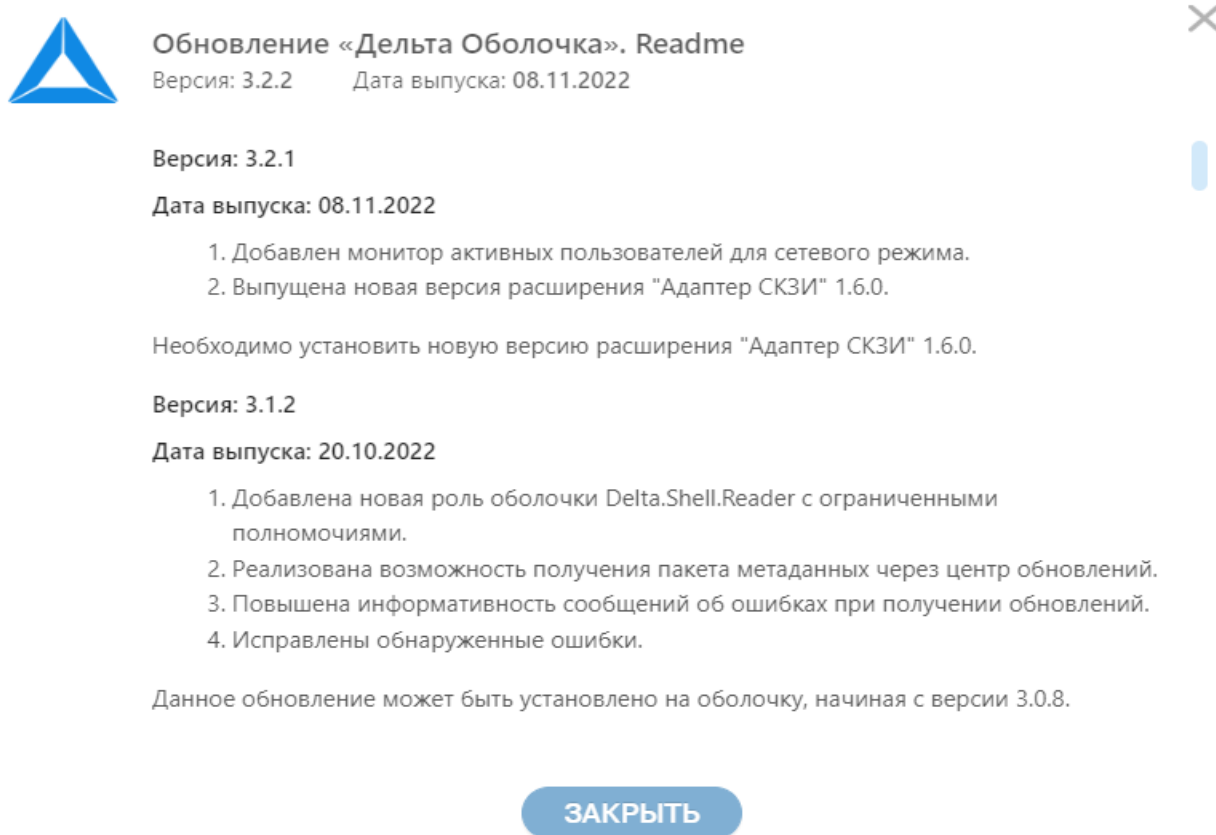 Обновление «Дельта Оболочка». Readme
Версия: 3.2.2 Дата выпуска: 08.11.2022
Версия: 3.2.1
Дата выпуска: 08.11.2022
1. Добавлен монитор активных пользователей для сетевого режима.
2. Выпущена новая версия расширения "Адаптер СКЗИ" 1.6.0.
Необходимо установить новую версию расширения "Адаптер СКЗИ" 1.6.0.
Версия: 3.1.2
Дата выпуска: 20.10.2022
1. Добавлена новая роль оболочки Delta.Shell.Reader с ограниченными
полномочиями.
2. Реализована возможность получения пакета метаданных через центр обновлений.
3. Повышена информативность сообщений об ошибках при получении обновлений.
4. Исправлены обнаруженные ошибки.
Данное обновление может быть установлено на оболочку, начиная с версии 3.0.8.
ЗАКРЫТЬ